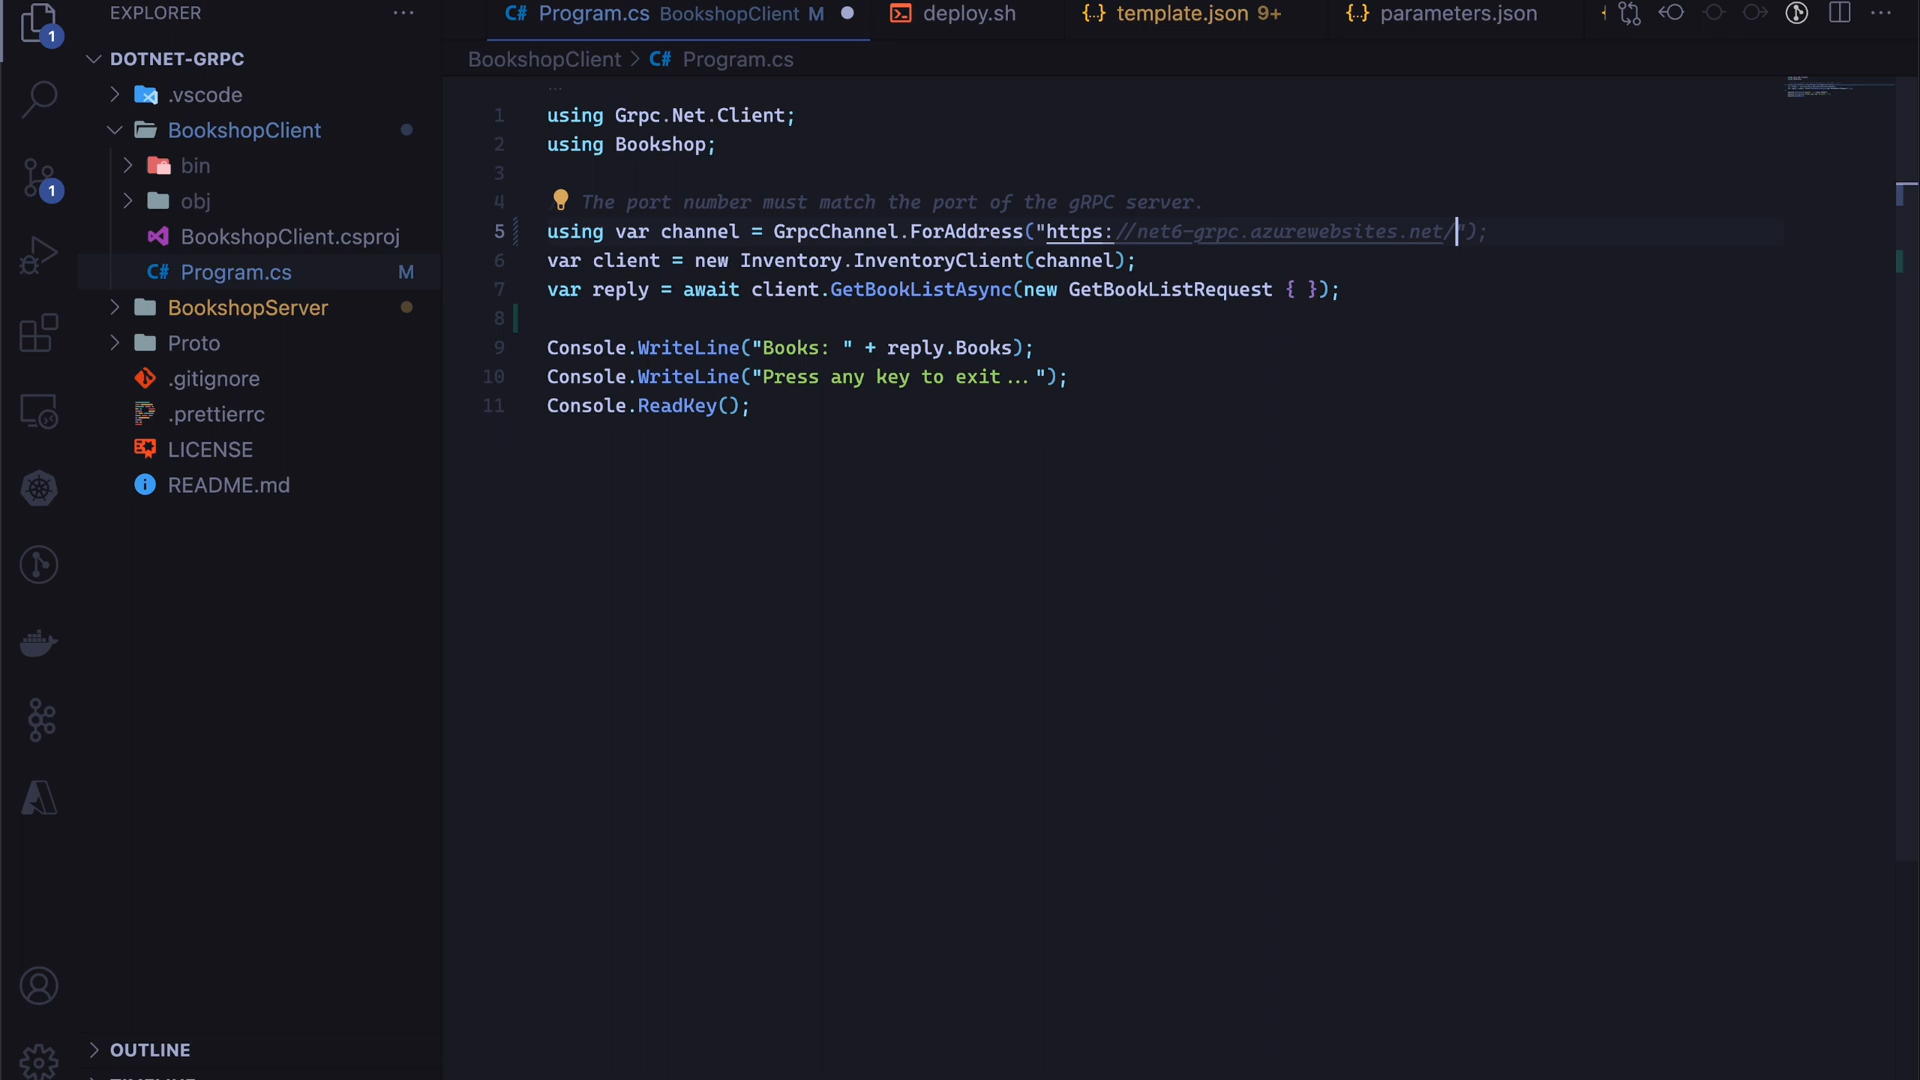 EXPLORER
DOTNET-GRPC
.vscode
BookshopClient
bin
obj
BookshopClient.csproj
Program.cs M
BookshopServer
Proto
.gitignore
.prettierrc
LICENSE
README.md
OUTLINE
1
1
Program.cs BookshopClient M
deploy.sh
template.json 9+
parameters.json
BookshopClient > Program.cs
1 using Grpc.Net.Client;
2 using Bookshop;
3
4 The port number must match the port of the gRPC server.
5 using var channel = GrpcChannel.ForAddress("https://net6-grpc.azurewebsites.net/");
6 var client = new Inventory.InventoryClient(channel);
7 var reply = await client.GetBookListAsync(new GetBookListRequest { });
8
9 Console.WriteLine("Books: " + reply.Books);
10 Console.WriteLine("Press any key to exit...");
11 Console.ReadKey();